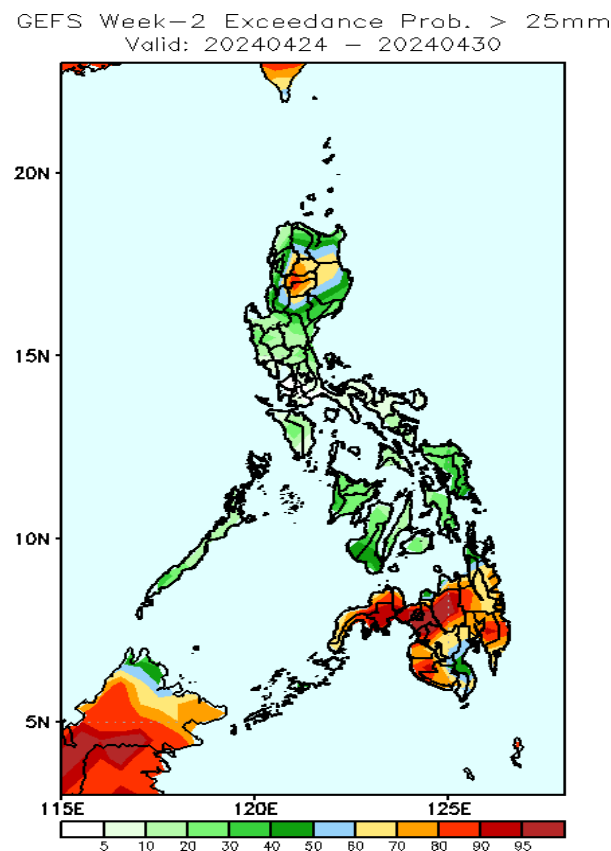 GEFS Week-2 Exceedance Prob. > 25mm
Valid: 20240424 - 20240430
20N
15N
10N
5N
115E 120E 125E
5 10 20 30 40 50 60 70 80 90 95